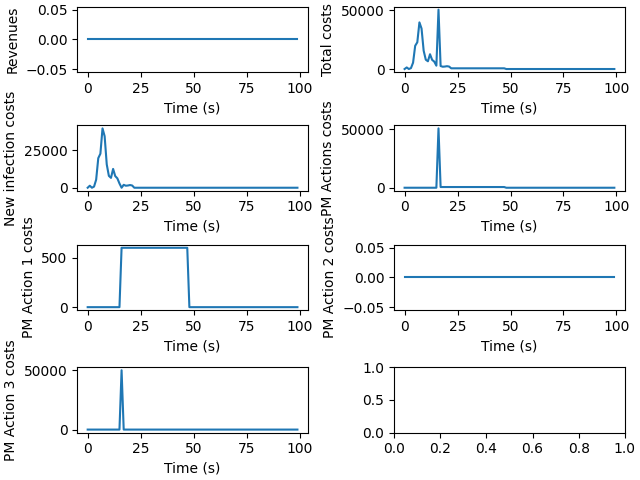 Revenues
0.05
0.00
−0.05
0 25 50 75 100
Time (s)
Total costs
50000
0
0 25 50 75 100
Time (s)
New infection costs
25000
0
0 25 50 75 100
Time (s)
PM Actions costs
50000
0
0 25 50 75 100
Time (s)
PM Action 1 costs
500
0
0 25 50 75 100
Time (s)
PM Action 2 costs
0.05
0.00
−0.05
0 25 50 75 100
Time (s)
PM Action 3 costs
50000
0
0 25 50 75 100
Time (s)
1.0
0.5
0.0
0.0 0.2 0.4 0.6 0.8 1.0